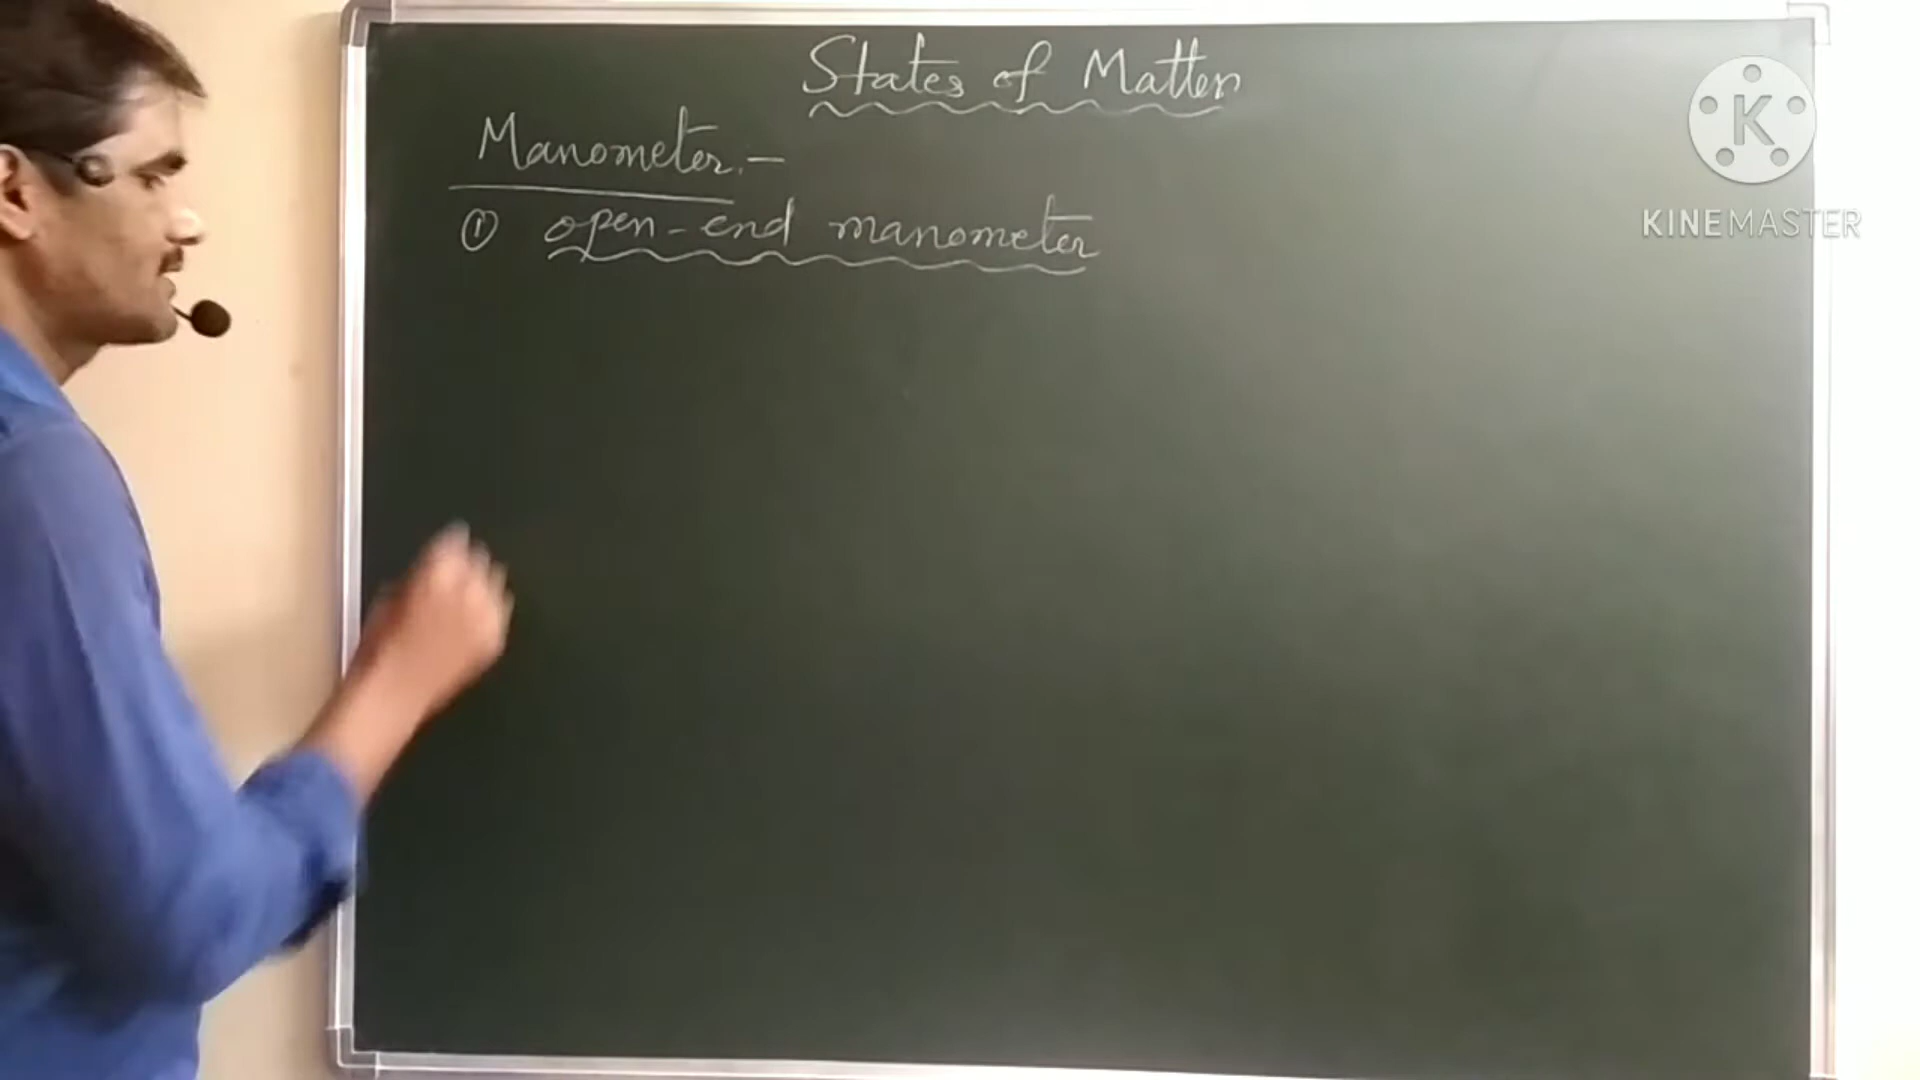 States of Matter
Manometer:-
① open-end manometer
K
KINEMASTER